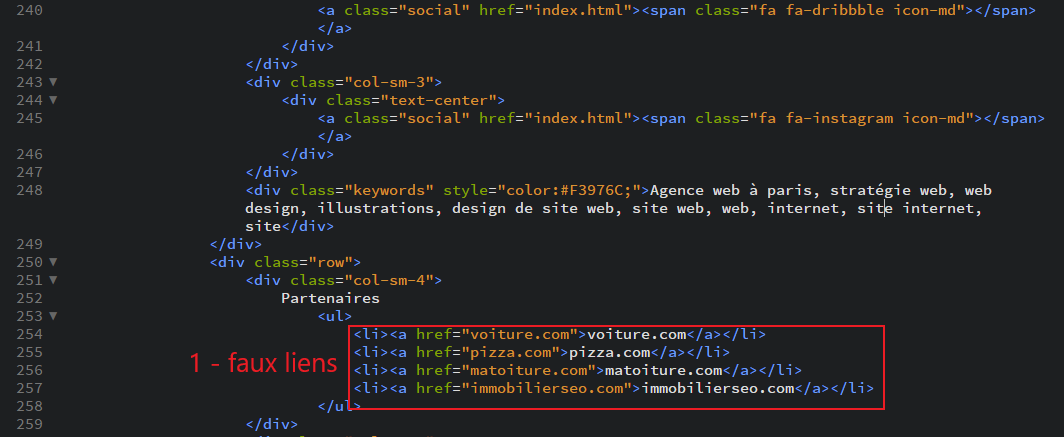 240 <a class="social" href="index.html"><span class="fa fa-dribbble icon-md"></span>
</a>
241 </div>
242 </div>
243 <div class="col-sm-3">
244 <div class="text-center">
245 <a class="social" href="index.html"><span class="fa fa-instagram icon-md"></span>
</a>
246 </div>
247 </div>
248 <div class="keywords" style="color:#F3976C;">Agence web à paris, stratégie web, web
design, illustrations, design de site web, site web, web, internet, site internet,
site</div>
249 </div>
250 <div class="row">
251 <div class="col-sm-4">
252 Partenaires
253 <ul>
254 <li><a href="voiture.com">voiture.com</a></li>
255 <li><a href="pizza.com">pizza.com</a></li>
1 - faux liens
256 <li><a href="matoiture.com">matoiture.com</a></li>
257 <li><a href="immobilierseo.com">immobilierseo.com</a></li>
258 </ul>
259 </div>